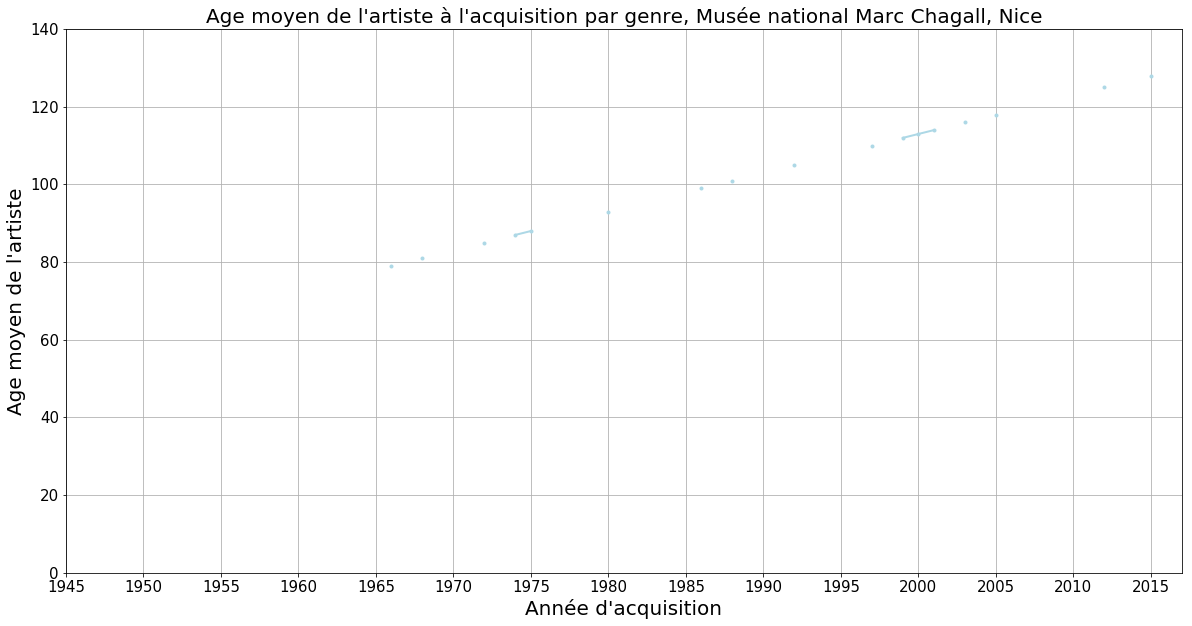 Age moyen de l'artiste à l'acquisition par genre, Musée national Marc Chagall, Nice
140
120
100
80
60
40
20
0
Age moyen de l'artiste
1945 1950 1955 1960 1965 1970 1975 1980 1985 1990 1995 2000 2005 2010 2015
Année d'acquisition